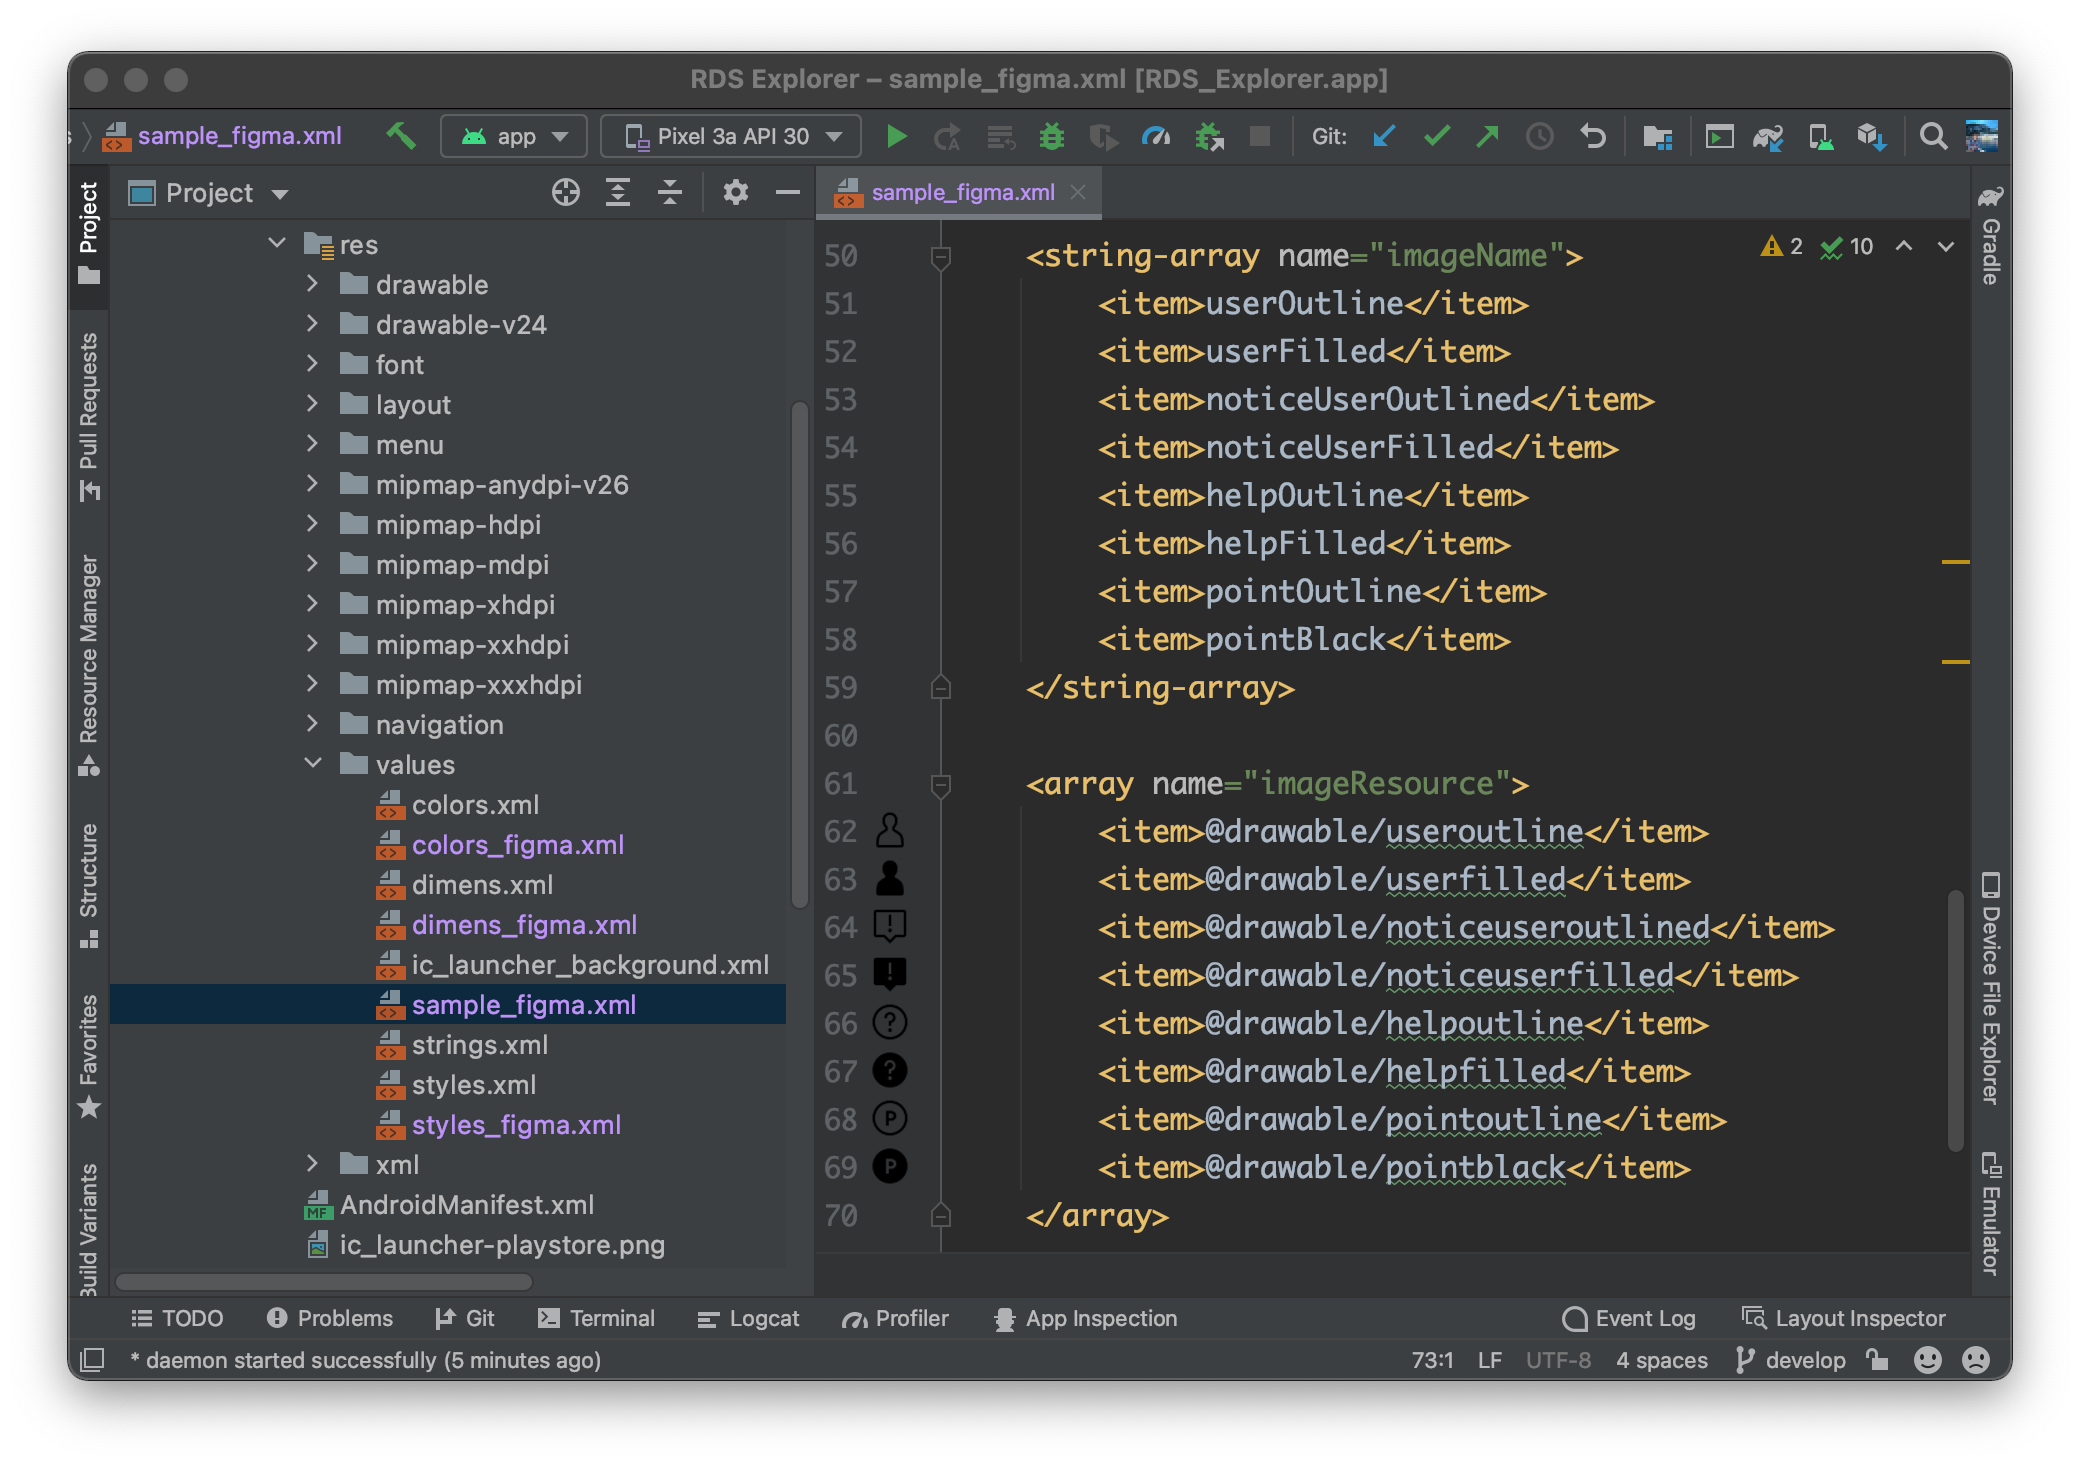 RDS Explorer – sample_figma.xml [RDS_Explorer.app]
sample_figma.xml
app
Pixel 3a API 30
Git:
Project
Pull Requests
Resource Manager
Structure
Favorites
Build Variants
Project
res
drawable
drawable-v24
font
layout
menu
mipmap-anydpi-v26
mipmap-hdpi
mipmap-mdpi
mipmap-xhdpi
mipmap-xxhdpi
mipmap-xxxhdpi
navigation
values
colors.xml
colors_figma.xml
dimens.xml
dimens_figma.xml
ic_launcher_background.xml
sample_figma.xml
strings.xml
styles.xml
styles_figma.xml
xml
AndroidManifest.xml
ic_launcher-playstore.png
sample_figma.xml
2 10
50 <string-array name="imageName">
51 <item>userOutline</item>
52 <item>userFilled</item>
53 <item>noticeUserOutlined</item>
54 <item>noticeUserFilled</item>
55 <item>helpOutline</item>
56 <item>helpFilled</item>
57 <item>pointOutline</item>
58 <item>pointBlack</item>
59 </string-array>
60
61 <array name="imageResource">
62 <item>@drawable/useroutline</item>
63 <item>@drawable/userfilled</item>
64 <item>@drawable/noticeuseroutlined</item>
65 <item>@drawable/noticeuserfilled</item>
66 <item>@drawable/helpoutline</item>
67 <item>@drawable/helpfilled</item>
68 <item>@drawable/pointoutline</item>
69 <item>@drawable/pointblack</item>
70 </array>
Gradle
Device File Explorer
Emulator
TODO
Problems
Git
Terminal
Logcat
Profiler
App Inspection
Event Log
Layout Inspector
* daemon started successfully (5 minutes ago)
73:1
LF
UTF-8
4 spaces
develop